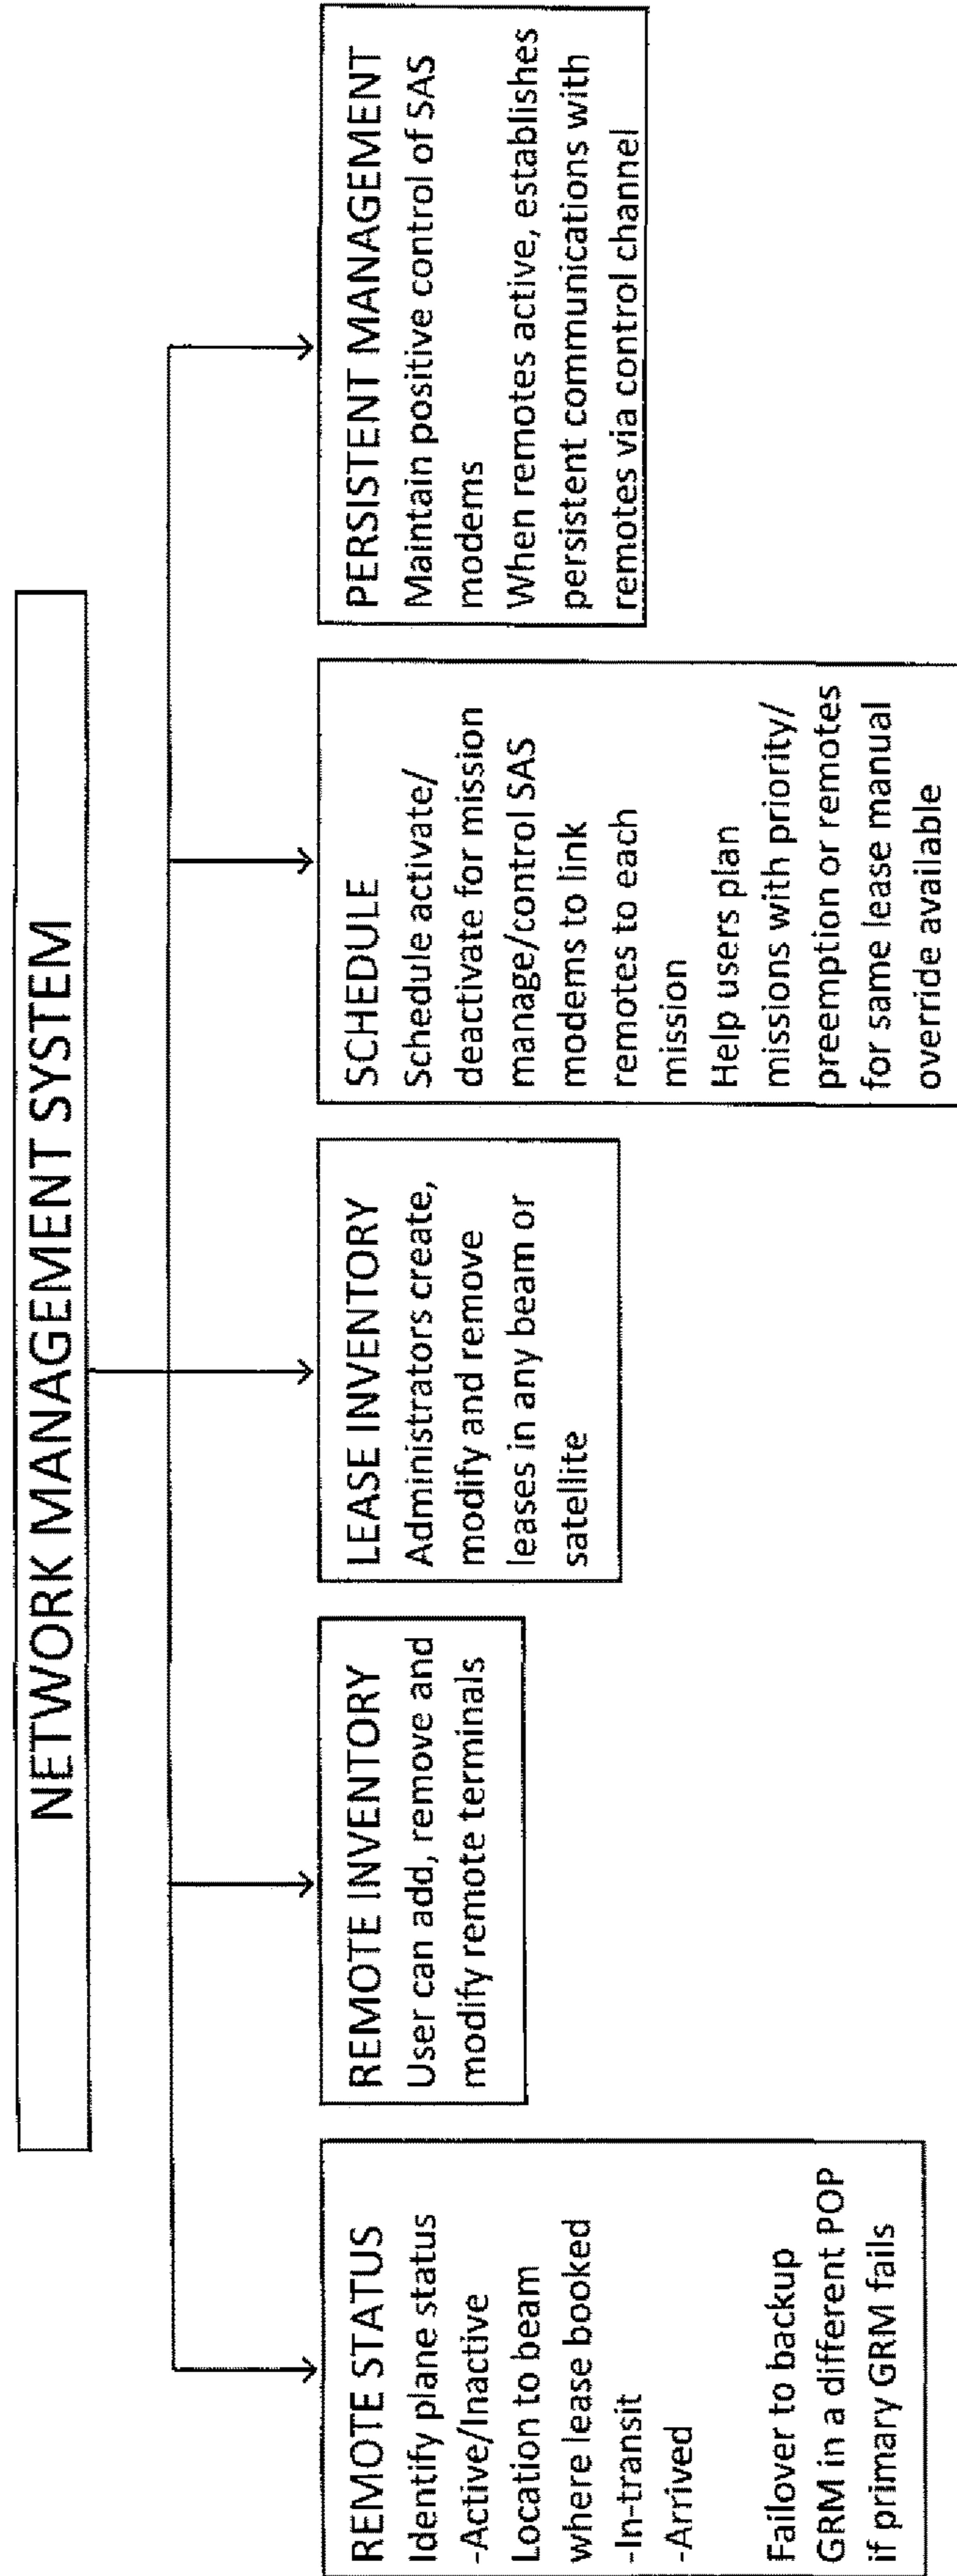 NETWORK MANAGEMENT SYSTEM
REMOTE STATUS
Identify plane status
-Active/Inactive
Location to beam
where lease booked
-In-transit
-Arrived
Failover to backup
GRM in a different POP
if primary GRM fails
REMOTE INVENTORY
User can add, remove and
modify remote terminals
LEASE INVENTORY
Administrators create,
modify and remove
leases in any beam or
satellite
SCHEDULE
Schedule activate/
deactivate for mission
manage/control SAS
modems to link
remotes to each
mission
Help users plan
missions with priority/
preemption or remotes
for same lease manual
override available
PERSISTENT MANAGEMENT
Maintain positive control of SAS
modems
When remotes active, establishes
persistent communications with
remotes via control channel